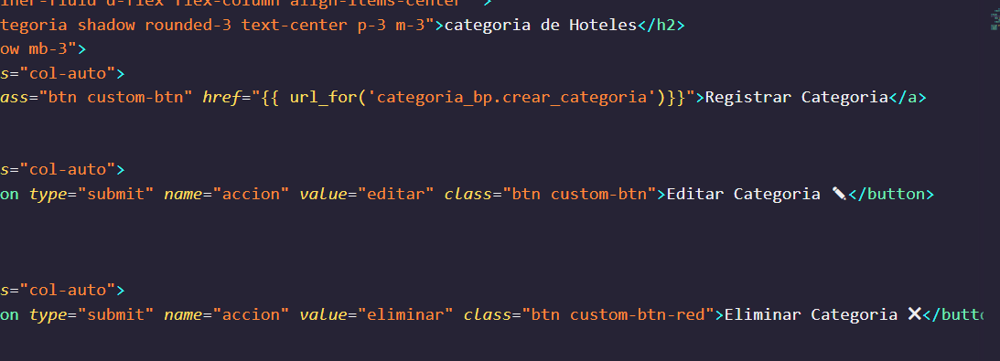 iner-fluid d-flex flex-column align-items-center ">
tegoria shadow rounded-3 text-center p-3 m-3">categoria de Hoteles</h2>
ow mb-3">
s="col-auto">
ass="btn custom-btn" href="{{ url_for('categoria_bp.crear_categoria')}}">Registrar Categoria</a>
s="col-auto">
on type="submit" name="accion" value="editar" class="btn custom-btn">Editar Categoria ✏</button>
s="col-auto">
on type="submit" name="accion" value="eliminar" class="btn custom-btn-red">Eliminar Categoria ❌</butto